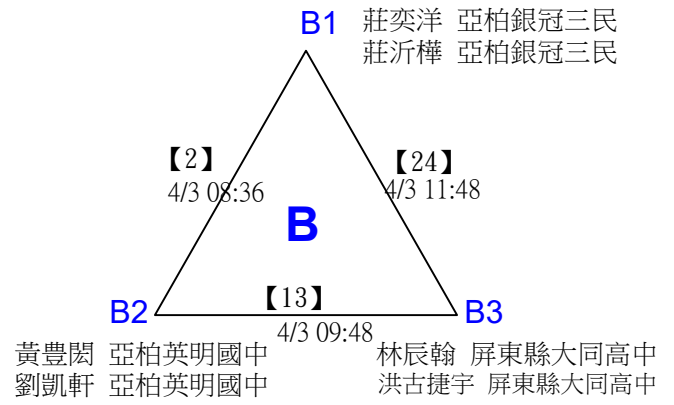 B1 莊奕洋 亞柏銀冠三民
莊沂樺 亞柏銀冠三民
【2】
4/3 08:36
【24】
4/3 11:48
B
【13】
4/3 09:48
B2
B3
黃豊閎 亞柏英明國中
劉凱軒 亞柏英明國中
林辰翰 屏東縣大同高中
洪古捷宇 屏東縣大同高中